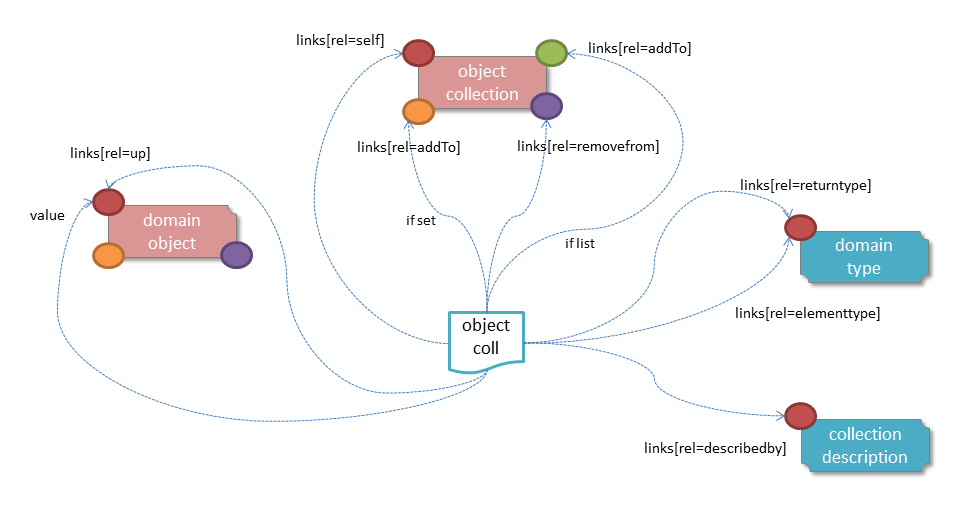 links[rel=self]
links[rel=addTo]
object
collection
links[rel=addTo]
links[rel=removefrom]
links[rel=up]
value
domain
object
if set
if list
links[rel=returntype]
domain
type
links[rel=elementtype]
object
coll
links[rel=describedby]
collection
description